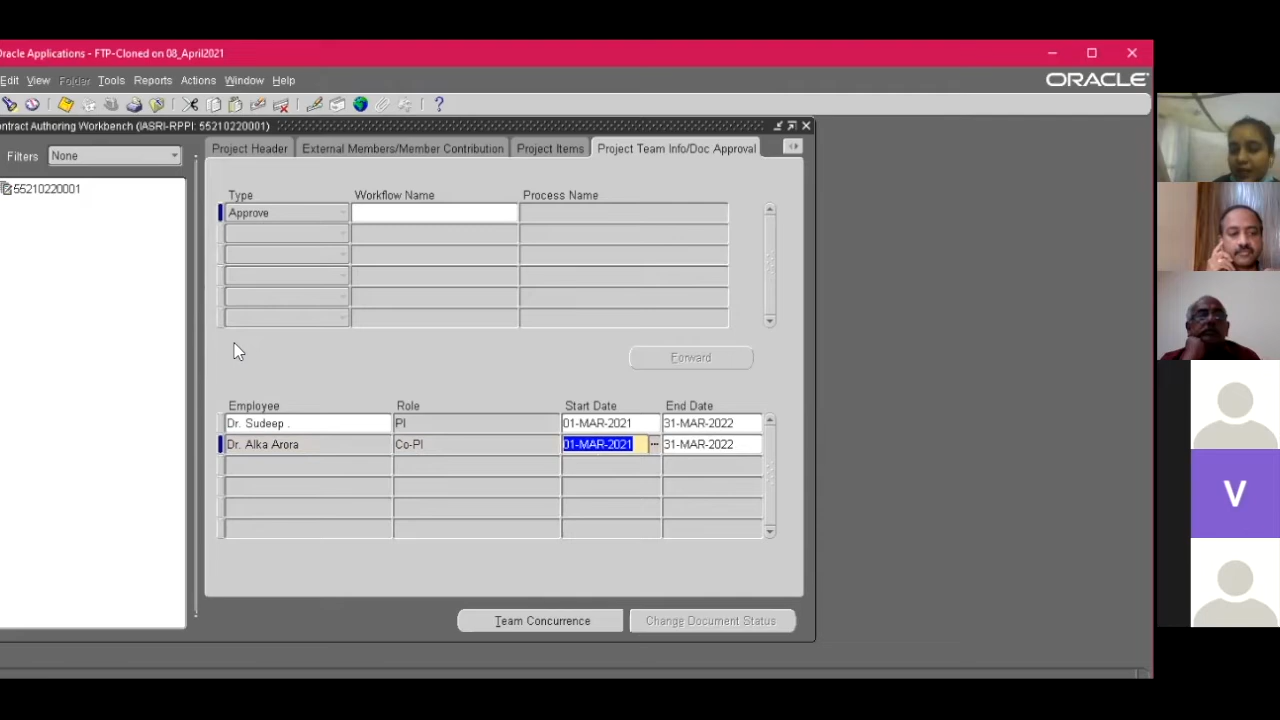 Oracle Applications - FTP-Cloned on 08_April2021
Edit View Folder Tools Reports Actions Window Help
ORACLE
ontract Authoring Workbench (IASRI-RPPI: 55210220001)
Filters None
Project Header External Members/Member Contribution Project Items Project Team Info/Doc Approval
55210220001
Type Workflow Name Process Name
Approve
Forward
Employee Role Start Date End Date
Dr. Sudeep . PI 01-MAR-2021 31-MAR-2022
Dr. Alka Arora Co-PI 01-MAR-2021 31-MAR-2022
V
Team Concurrence Change Document Status